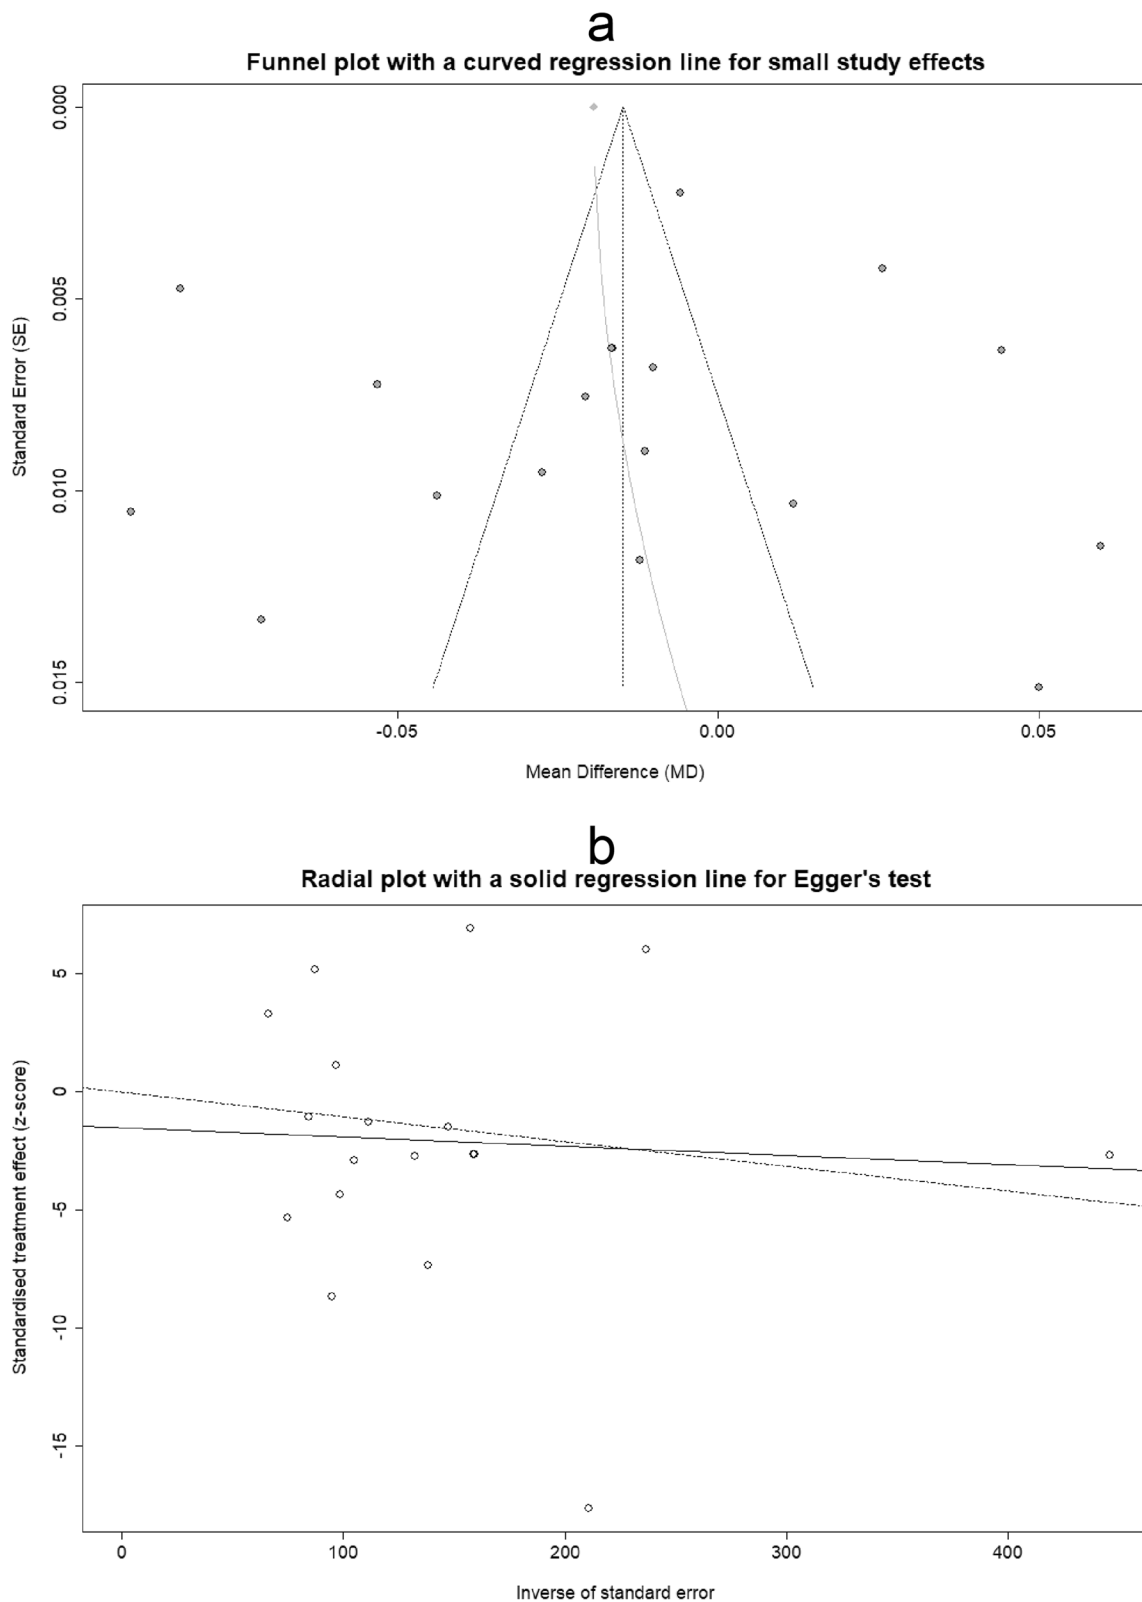 a
Funnel plot with a curved regression line for small study effects
0.000
0.005
0.010
0.015
Standard Error (SE)
-0.05 0.00 0.05
Mean Difference (MD)
b
Radial plot with a solid regression line for Egger's test
5
0
-5
-10
-15
Standardised treatment effect (z-score)
0 100 200 300 400
Inverse of standard error